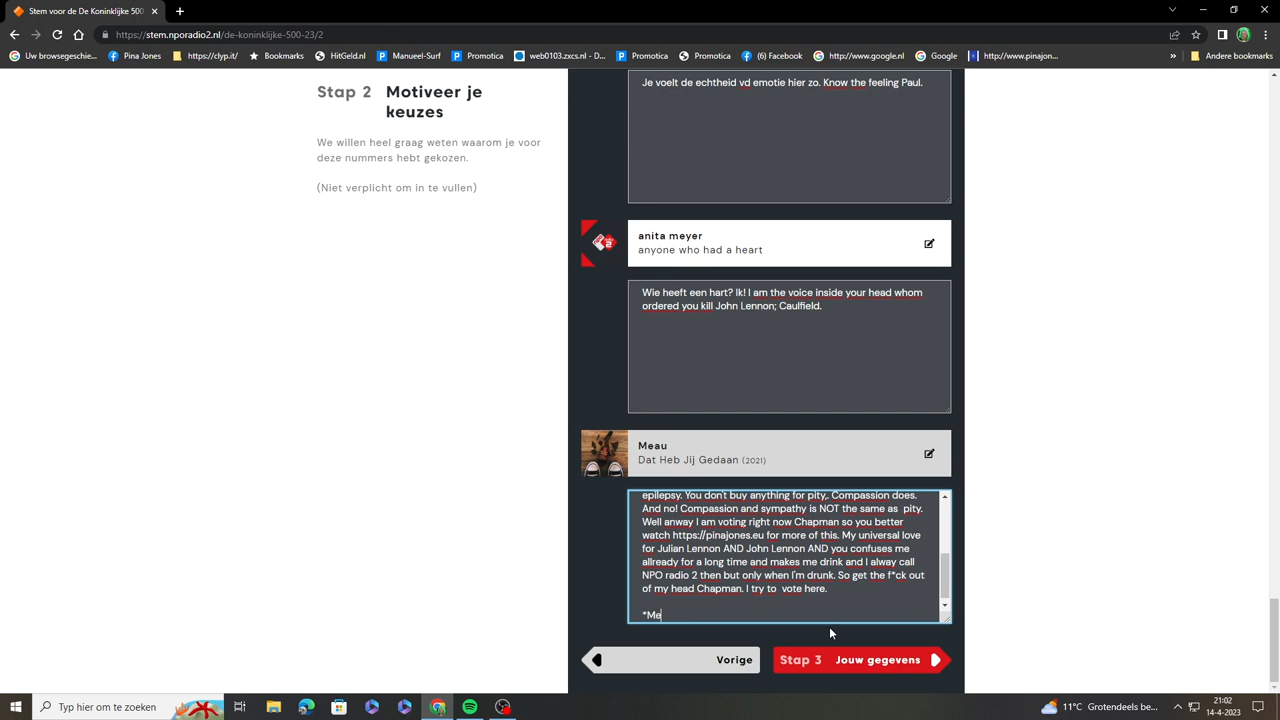 Stem voor de De Koninklijke 500
https://stem.nporadio2.nl/de-koninklijke-500-23/2
Uw browsegeschie...
Pina Jones
https://clyp.it/
Bookmarks
HitGeld.nl
Manueel-Surf
Promotica
web0103.zxcs.nl - D...
Promotica
Promotica
(6) Facebook
http://www.google.nl
Google
http://www.pinajon...
»
Andere bookmarks
Stap 2 Motiveer je
keuzes
We willen heel graag weten waarom je voor
deze nummers hebt gekozen.
(Niet verplicht om in te vullen)
Je voelt de echtheid vd emotie hier zo. Know the feeling Paul.
anita meyer
anyone who had a heart
Wie heeft een hart? Ik! I am the voice inside your head whom
ordered you kill John Lennon; Caulfield.
Meau
Dat Heb Jij Gedaan (2021)
epilepsy. You don't buy anything for pity,. Compassion does.
And no! Compassion and sympathy is NOT the same as  pity.
Well anway I am voting right now Chapman so you better
watch https://pinajones.eu for more of this. My universal love
for Julian Lennon AND John Lennon AND you confuses me
allready for a long time and makes me drink and I alway call
NPO radio 2 then but only when I'm drunk. So get the f*ck out
of my head Chapman. I try to  vote here.
*Me
Vorige
Stap 3 Jouw gegevens
Typ hier om te zoeken
11°C Grotendeels be...
21:02
14-4-2023